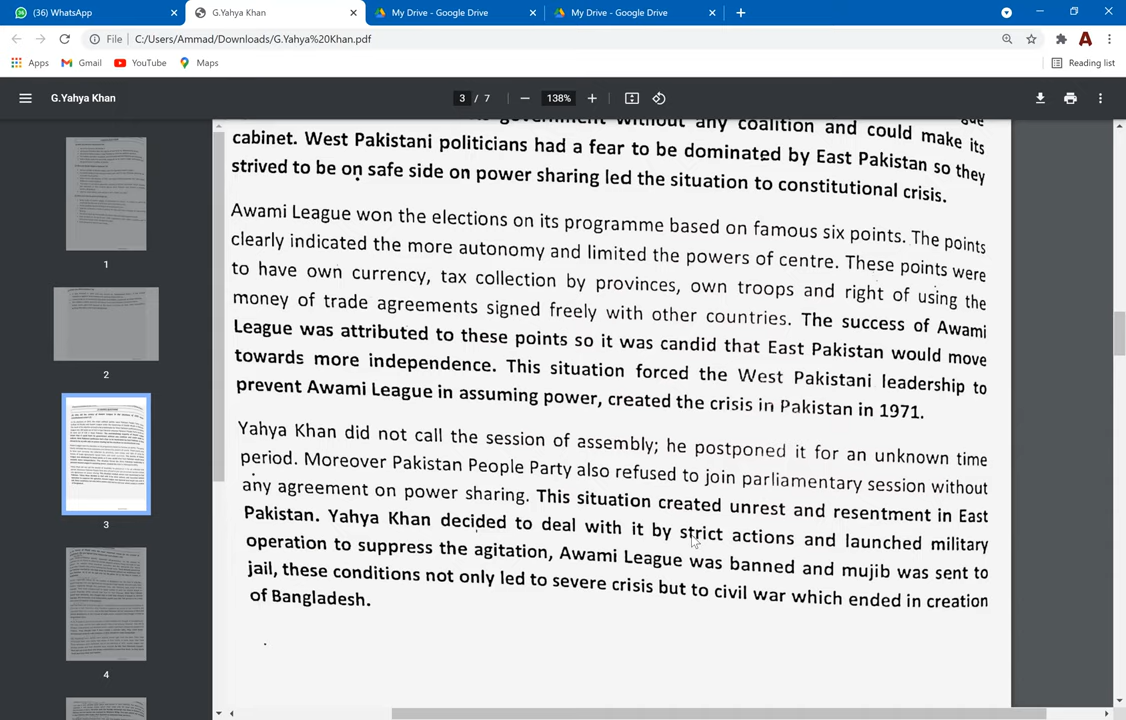 (36) WhatsApp
G.Yahya Khan
My Drive - Google Drive
My Drive - Google Drive
File
C:/Users/Ammad/Downloads/G.Yahya%20Khan.pdf
Apps
Gmail
YouTube
Maps
Reading list
G.Yahya Khan
3 / 7
138%
government without any coalition and could make its
cabinet. West Pakistani politicians had a fear to be dominated by East Pakistan so they
strived to be on safe side on power sharing led the situation to constitutional crisis.
Awami League won the elections on its programme based on famous six points. The points
clearly indicated the more autonomy and limited the powers of centre. These points were
to have own currency, tax collection by provinces, own troops and right of using the
money of trade agreements signed freely with other countries. The success of Awami
League was attributed to these points so it was candid that East Pakistan would move
towards more independence. This situation forced the West Pakistani leadership to
prevent Awami League in assuming power, created the crisis in Pakistan in 1971.
Yahya Khan did not call the session of assembly; he postponed it for an unknown time
period. Moreover Pakistan People Party also refused to join parliamentary session without
any agreement on power sharing. This situation created unrest and resentment in East
Pakistan. Yahya Khan decided to deal with it by strict actions and launched military
operation to suppress the agitation, Awami League was banned and mujib was sent to
jail, these conditions not only led to severe crisis but to civil war which ended in creation
of Bangladesh.
1
2
3
4